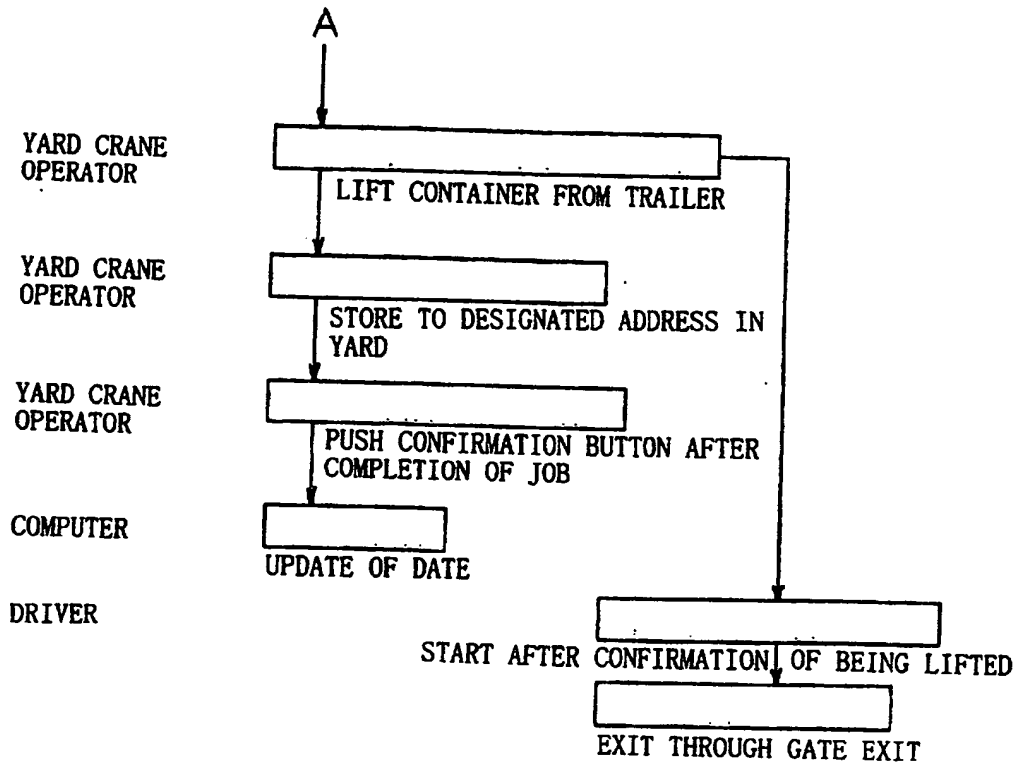 A
YARD CRANE
OPERATOR
LIFT CONTAINER FROM TRAILER
YARD CRANE
OPERATOR
STORE TO DESIGNATED ADDRESS IN
YARD
YARD CRANE
OPERATOR
PUSH CONFIRMATION BUTTON AFTER
COMPLETION OF JOB
COMPUTER
UPDATE OF DATE
DRIVER
START AFTER CONFIRMATION OF BEING LIFTED
EXIT THROUGH GATE EXIT